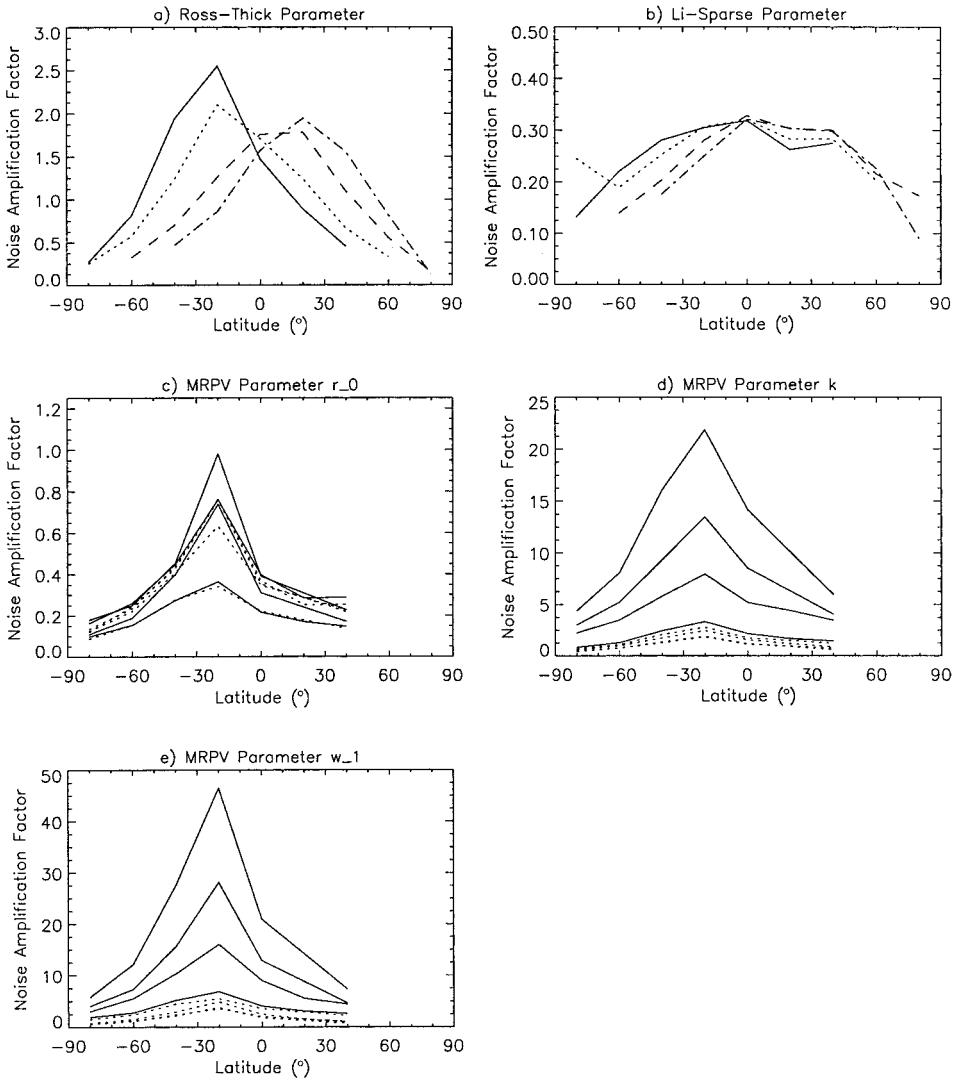 a) Ross-Thick Parameter
Noise Amplification Factor
3.0
2.5
2.0
1.5
1.0
0.5
0.0
-90 -60 -30 0 30 60 90
Latitude (°)
b) Li-Sparse Parameter
Noise Amplification Factor
0.50
0.40
0.30
0.20
0.10
0.00
-90 -60 -30 0 30 60 90
Latitude (°)
c) MRPV Parameter r_0
Noise Amplification Factor
1.2
1.0
0.8
0.6
0.4
0.2
0.0
-90 -60 -30 0 30 60 90
Latitude (°)
d) MRPV Parameter k
Noise Amplification Factor
25
20
15
10
5
0
-90 -60 -30 0 30 60 90
Latitude (°)
e) MRPV Parameter w_1
Noise Amplification Factor
50
40
30
20
10
0
-90 -60 -30 0 30 60 90
Latitude (°)